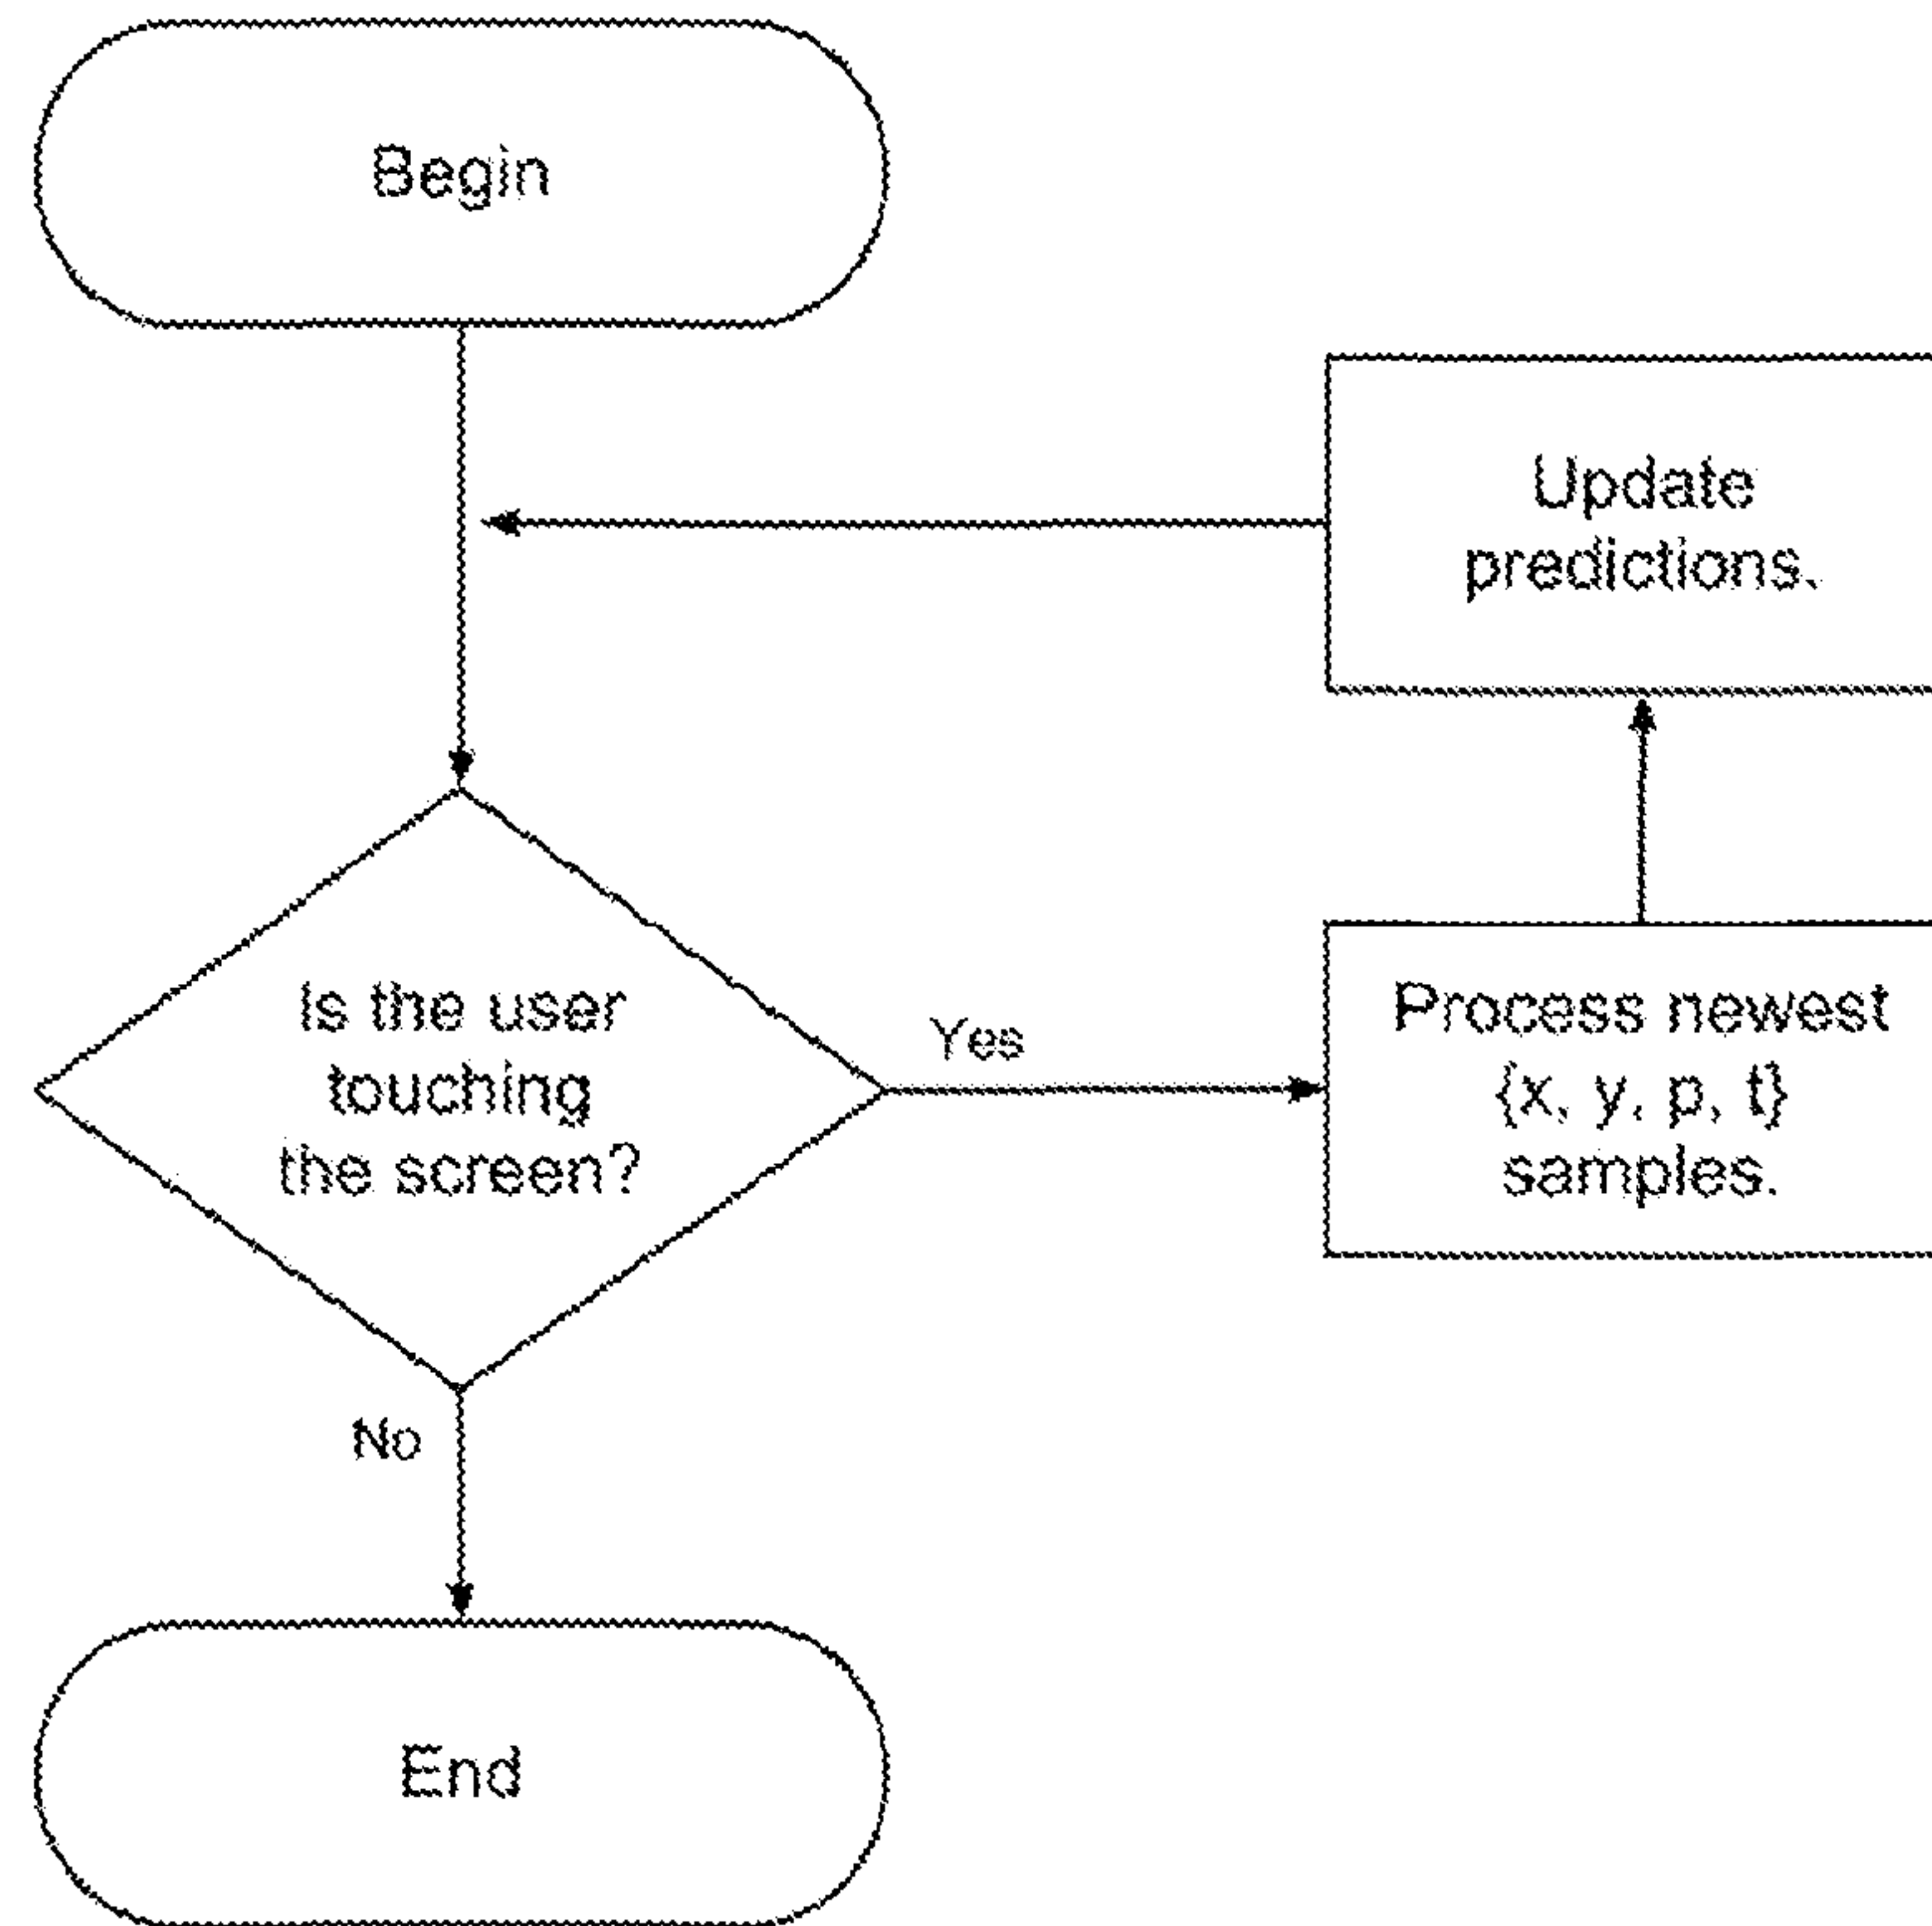 Begin
Update
predictions.
Is the user
touching
the screen?
Yes
Process newest
{x, y, p, t}
samples.
No
End